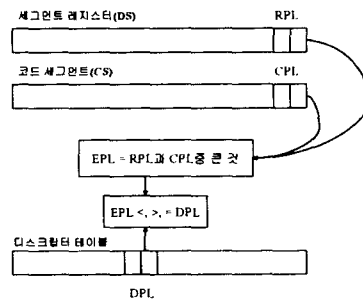 세그먼트 레지스터(DS) RPL
코드 세그먼트(CS) CPL
EPL = RPL과 CPL중 큰 것
EPL <, >, = DPL
디스크립터 테이블
DPL